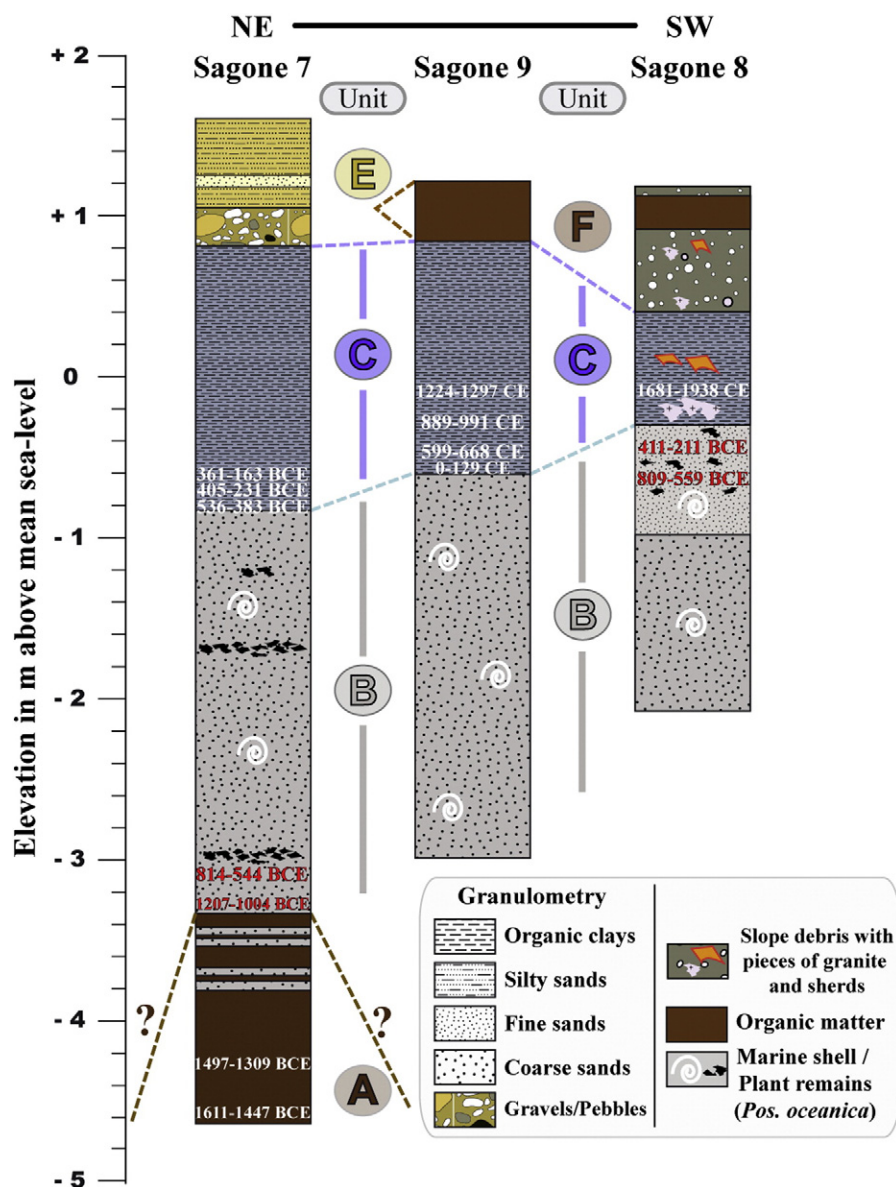 NE
SW
Sagone 7
Sagone 9
Sagone 8
Unit
Unit
Elevation in m above mean sea-level
+ 2
+ 1
0
- 1
- 2
- 3
- 4
- 5
E
F
C
C
B
B
A
361-163 BCE
405-231 BCE
536-383 BCE
814-544 BCE
1207-1004 BCE
1497-1309 BCE
1611-1447 BCE
?
?
1224-1297 CE
889-991 CE
599-668 CE
0-129 CE
1681-1938 CE
411-211 BCE
809-559 BCE
Granulometry
Organic clays
Silty sands
Fine sands
Coarse sands
Gravels/Pebbles
Slope debris with
pieces of granite
and sherds
Organic matter
Marine shell /
Plant remains
(Pos. oceanica)